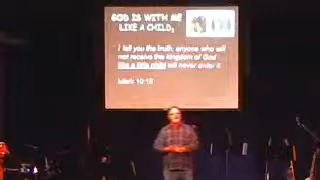 GOD IS WITH ME
LIKE A CHILD,
I tell you the truth, anyone who will
not receive the kingdom of God
like a little child will never enter it.
Mark 10:15